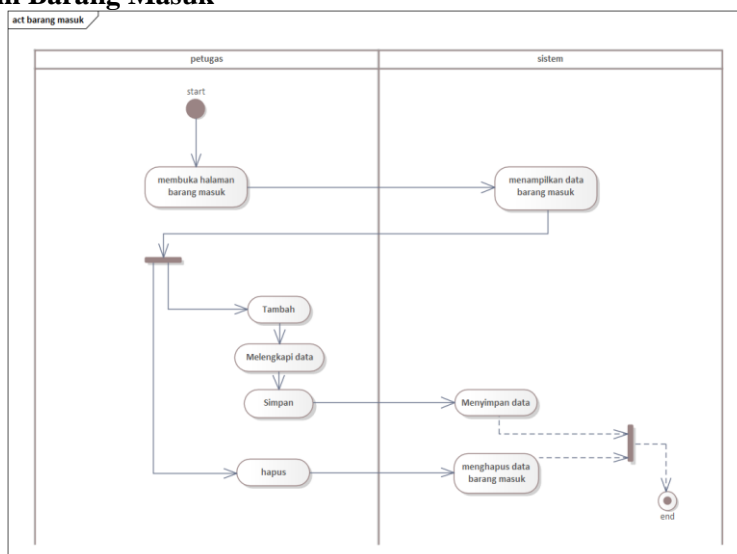 Barang Masuk
act barang masuk
petugas
sistem
start
membuka halaman
barang masuk
menampilkan data
barang masuk
Tambah
Melengkapi data
Simpan
Menyimpan data
hapus
menghapus data
barang masuk
end